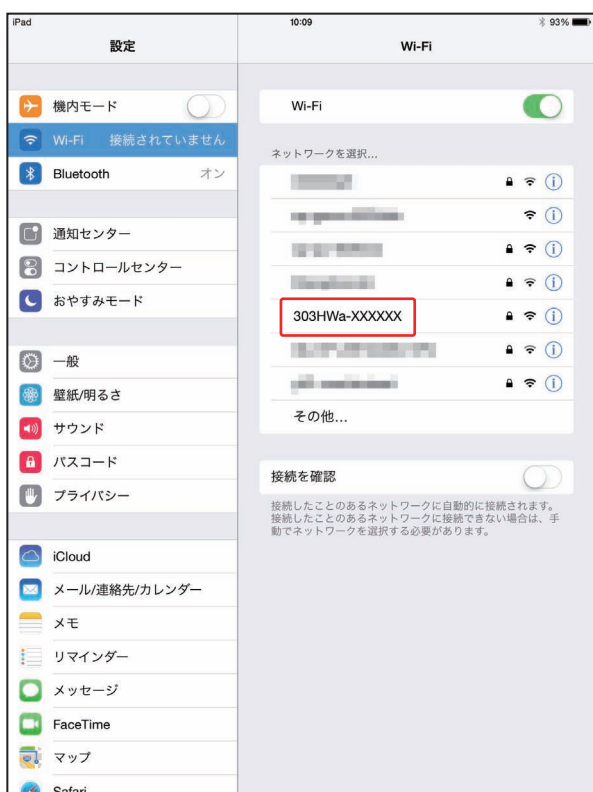 iPad
10:09
93%
設定
Wi-Fi
機内モード
Wi-Fi 接続されていません
Bluetooth オン
通知センター
コントロールセンター
おやすみモード
一般
壁紙/明るさ
サウンド
パスコード
プライバシー
iCloud
メール/連絡先/カレンダー
メモ
リマインダー
メッセージ
FaceTime
マップ
Safari
Wi-Fi
ネットワークを選択...
303HWa-XXXXXX
その他...
接続を確認
接続したことのあるネットワークに自動的に接続されます。
接続したことのあるネットワークに接続できない場合は、手
動でネットワークを選択する必要があります。